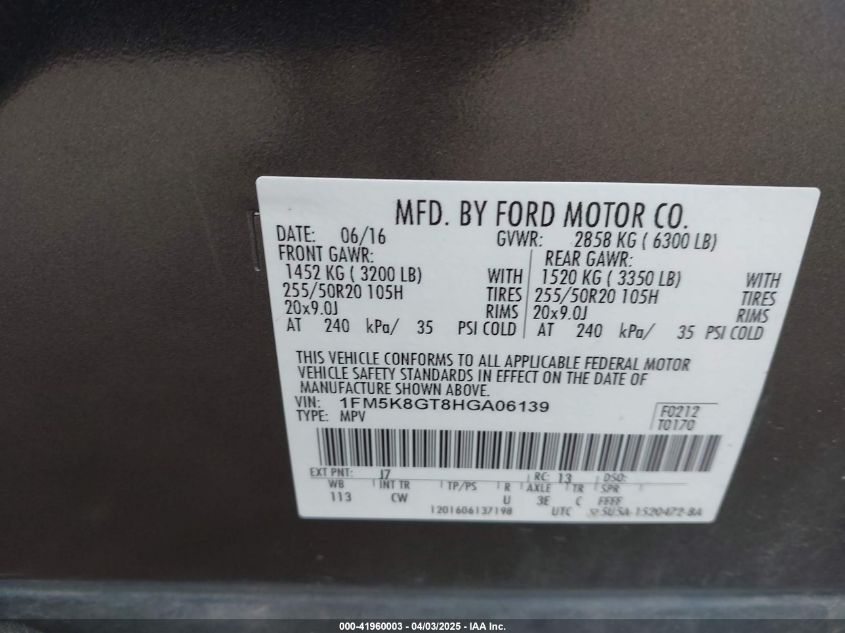 MFD. BY FORD MOTOR CO.
DATE: 06/16 GVWR: 2858 KG ( 6300 LB)
FRONT GAWR: REAR GAWR:
1452 KG ( 3200 LB) WITH 1520 KG ( 3350 LB) WITH
255/50R20 105H TIRES 255/50R20 105H TIRES
20x9.0J RIMS 20x9.0J RIMS
AT 240 kPa/ 35 PSI COLD AT 240 kPa/ 35 PSI COLD
THIS VEHICLE CONFORMS TO ALL APPLICABLE FEDERAL MOTOR
VEHICLE SAFETY STANDARDS IN EFFECT ON THE DATE OF
MANUFACTURE SHOWN ABOVE.
VIN: 1FM5K8GT8HGA06139 F0212
TYPE: MPV T0170
EXT PNT: J7 RC: 13 DSO:
WB INT TR TP/PS R AXLE TR SPR
113 CW U 3E C FFFF
1201606137198 UTC 5U5A-1520472-BA
000-41960003 - 04/03/2025 - IAA Inc.